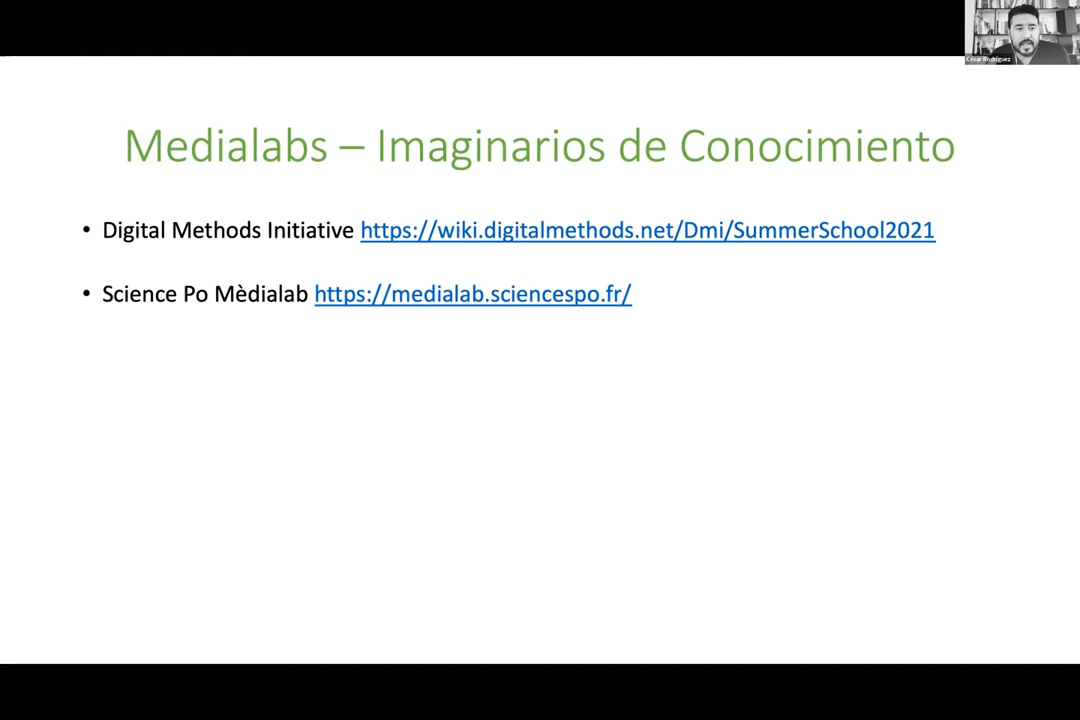 César Rodríguez
Medialabs – Imaginarios de Conocimiento
• Digital Methods Initiative https://wiki.digitalmethods.net/Dmi/SummerSchool2021
• Science Po Mèdialab https://medialab.sciencespo.fr/